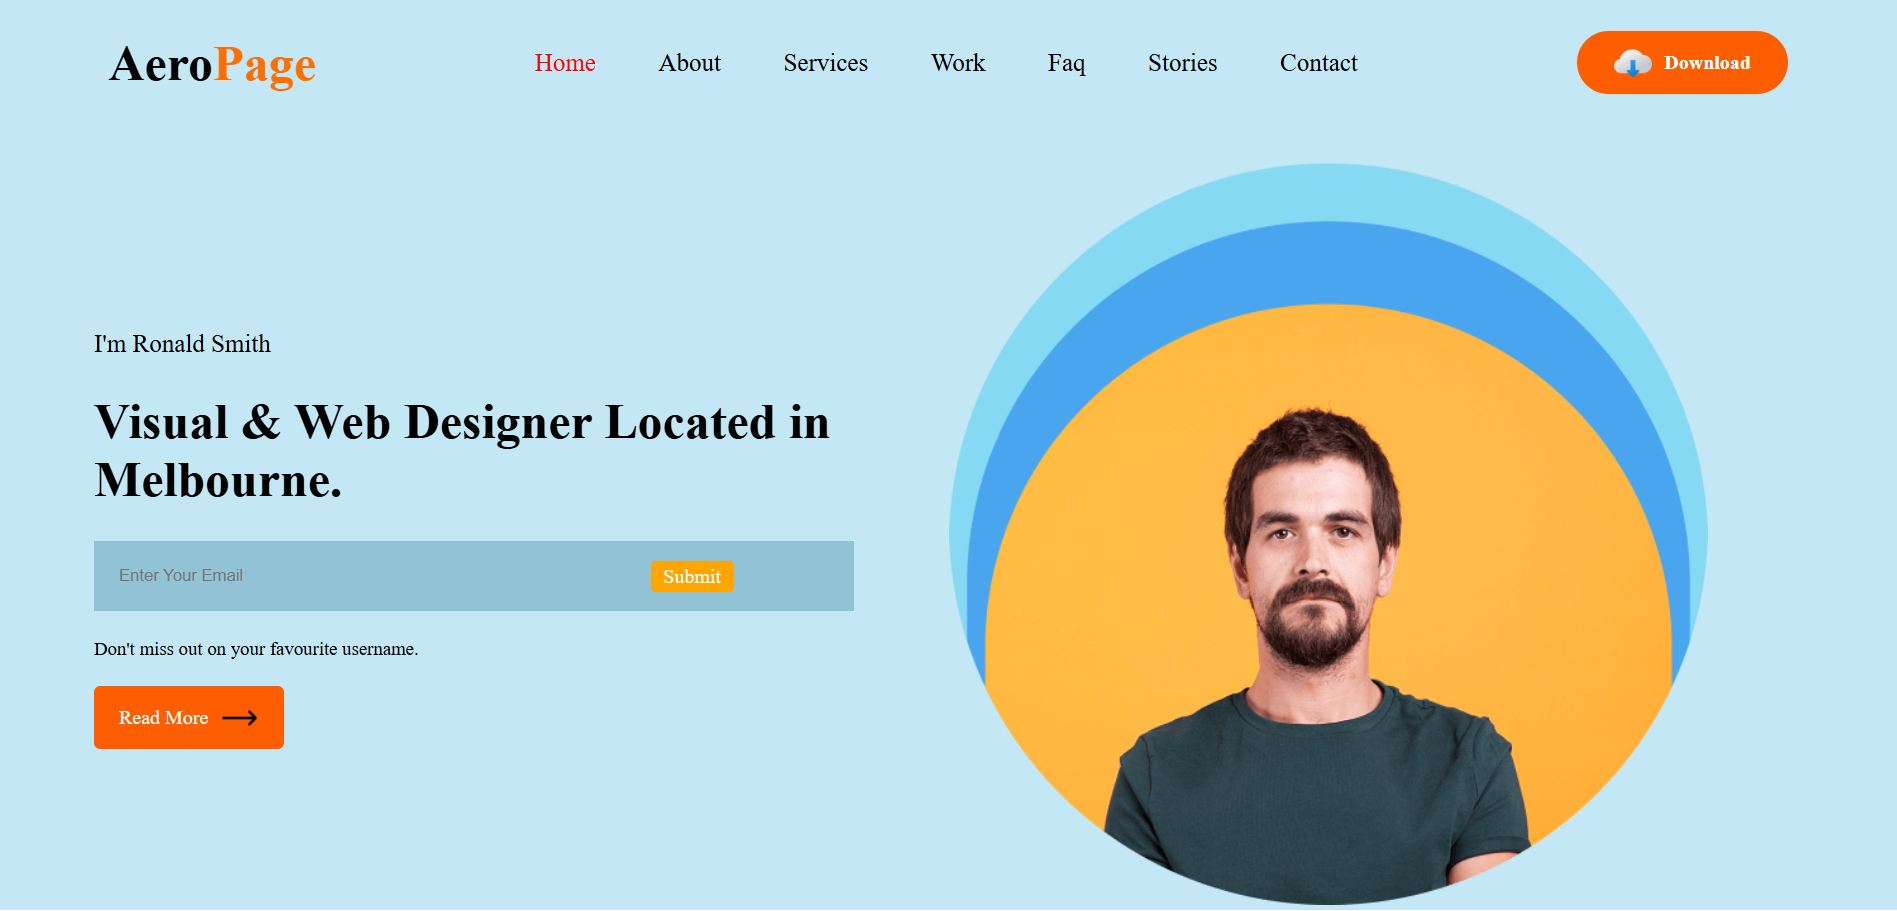 AeroPage
Home About Services Work Faq Stories Contact
Download
I'm Ronald Smith
Visual & Web Designer Located in
Melbourne.
Enter Your Email
Submit
Don't miss out on your favourite username.
Read More